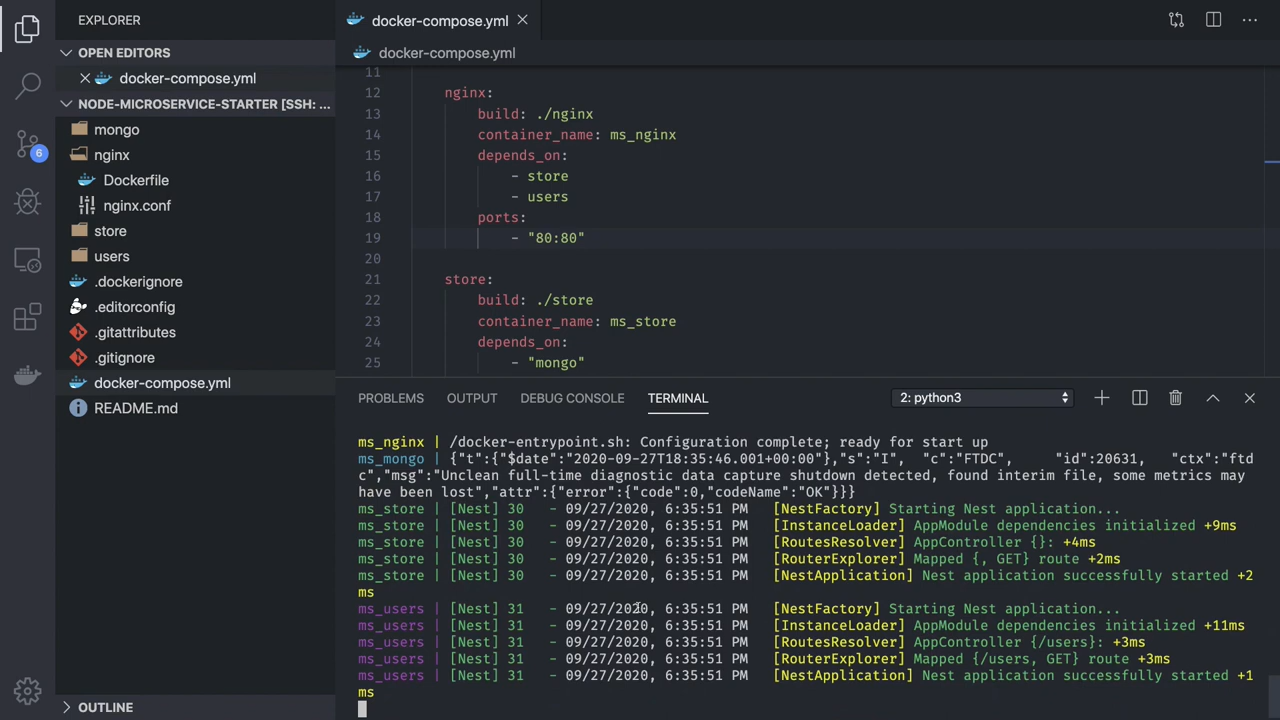 EXPLORER
OPEN EDITORS
docker-compose.yml
NODE-MICROSERVICE-STARTER [SSH: ...
mongo
nginx
Dockerfile
nginx.conf
store
users
.dockerignore
.editorconfig
.gitattributes
.gitignore
docker-compose.yml
README.md
OUTLINE
6
docker-compose.yml
docker-compose.yml
11
12 nginx:
13 build: ./nginx
14 container_name: ms_nginx
15 depends_on:
16 - store
17 - users
18 ports:
19 - "80:80"
20
21 store:
22 build: ./store
23 container_name: ms_store
24 depends_on:
25 - "mongo"
PROBLEMS OUTPUT DEBUG CONSOLE TERMINAL 2: python3
ms_nginx | /docker-entrypoint.sh: Configuration complete; ready for start up
ms_mongo | {"t":{"$date":"2020-09-27T18:35:46.001+00:00"},"s":"I", "c":"FTDC", "id":20631, "ctx":"ftd
c","msg":"Unclean full-time diagnostic data capture shutdown detected, found interim file, some metrics may
have been lost","attr":{"error":{"code":0,"codeName":"OK"}}}
ms_store | [Nest] 30 - 09/27/2020, 6:35:51 PM [NestFactory] Starting Nest application...
ms_store | [Nest] 30 - 09/27/2020, 6:35:51 PM [InstanceLoader] AppModule dependencies initialized +9ms
ms_store | [Nest] 30 - 09/27/2020, 6:35:51 PM [RoutesResolver] AppController {}: +4ms
ms_store | [Nest] 30 - 09/27/2020, 6:35:51 PM [RouterExplorer] Mapped {, GET} route +2ms
ms_store | [Nest] 30 - 09/27/2020, 6:35:51 PM [NestApplication] Nest application successfully started +2
ms
ms_users | [Nest] 31 - 09/27/2020, 6:35:51 PM [NestFactory] Starting Nest application...
ms_users | [Nest] 31 - 09/27/2020, 6:35:51 PM [InstanceLoader] AppModule dependencies initialized +11ms
ms_users | [Nest] 31 - 09/27/2020, 6:35:51 PM [RoutesResolver] AppController {/users}: +3ms
ms_users | [Nest] 31 - 09/27/2020, 6:35:51 PM [RouterExplorer] Mapped {/users, GET} route +3ms
ms_users | [Nest] 31 - 09/27/2020, 6:35:51 PM [NestApplication] Nest application successfully started +1
ms